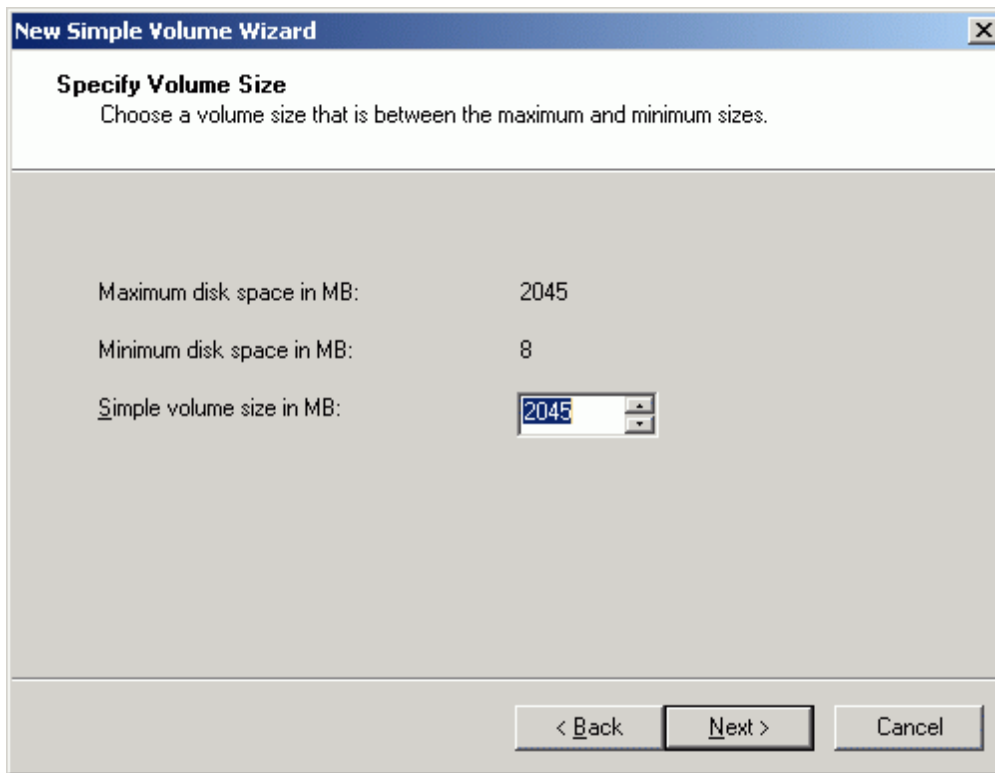 New Simple Volume Wizard
Specify Volume Size
Choose a volume size that is between the maximum and minimum sizes.
Maximum disk space in MB: 2045
Minimum disk space in MB: 8
Simple volume size in MB: 2045
< Back Next > Cancel